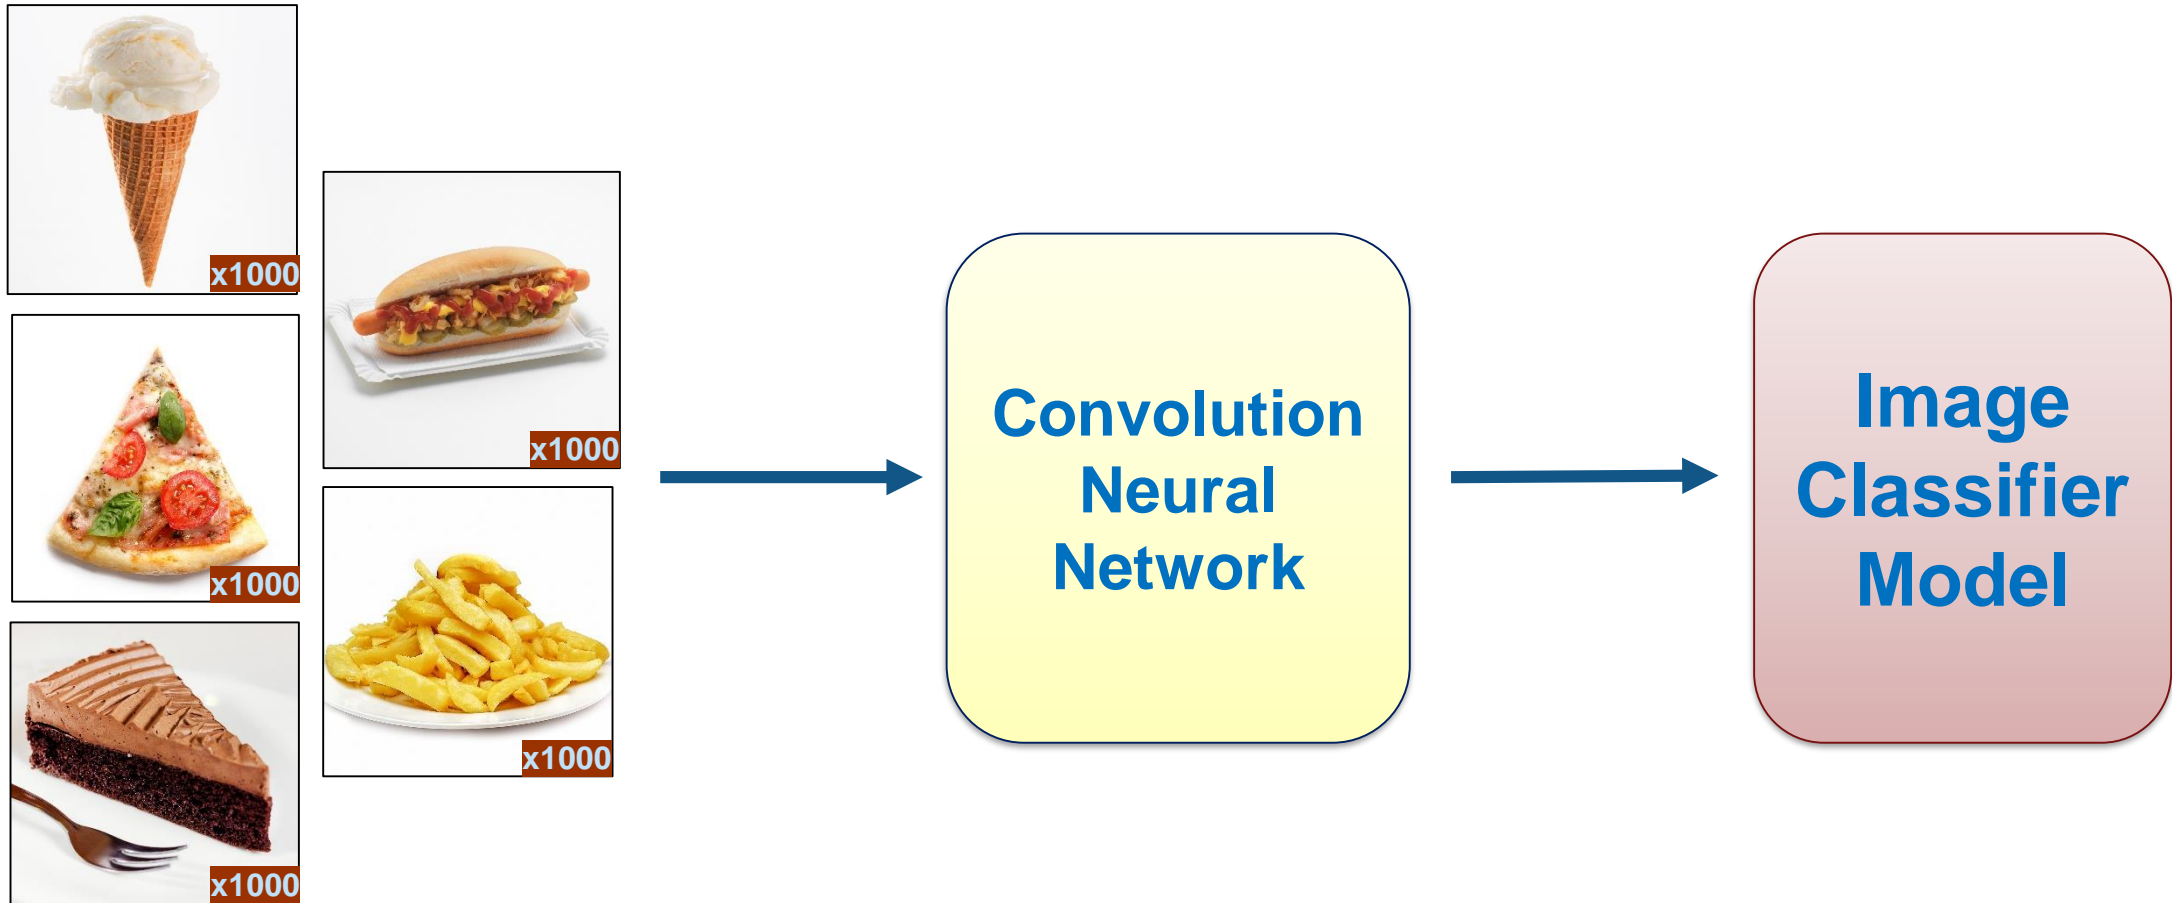 x1000
x1000
x1000
x1000
x1000
Convolution
Neural
Network
Image
Classifier
Model